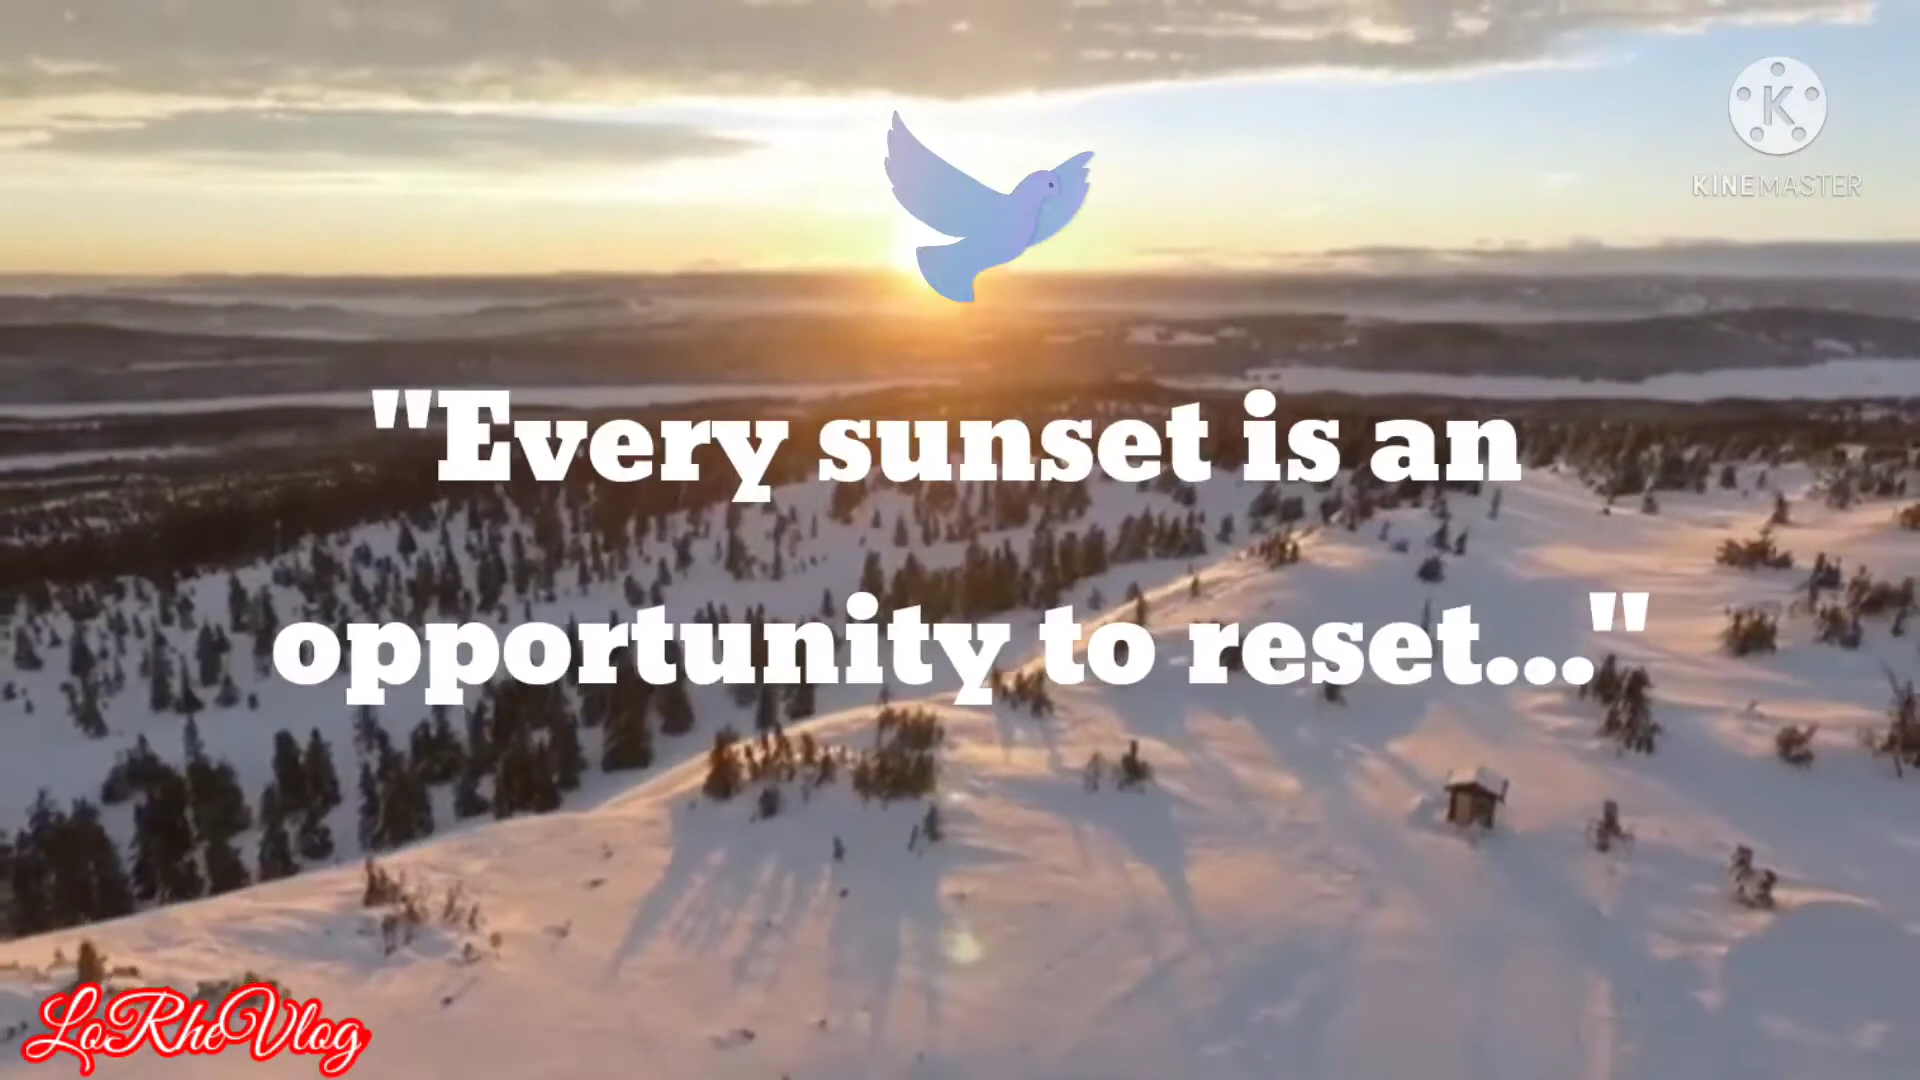 K
KINEMASTER
"Every sunset is an
opportunity to reset..."
LoRheVlog